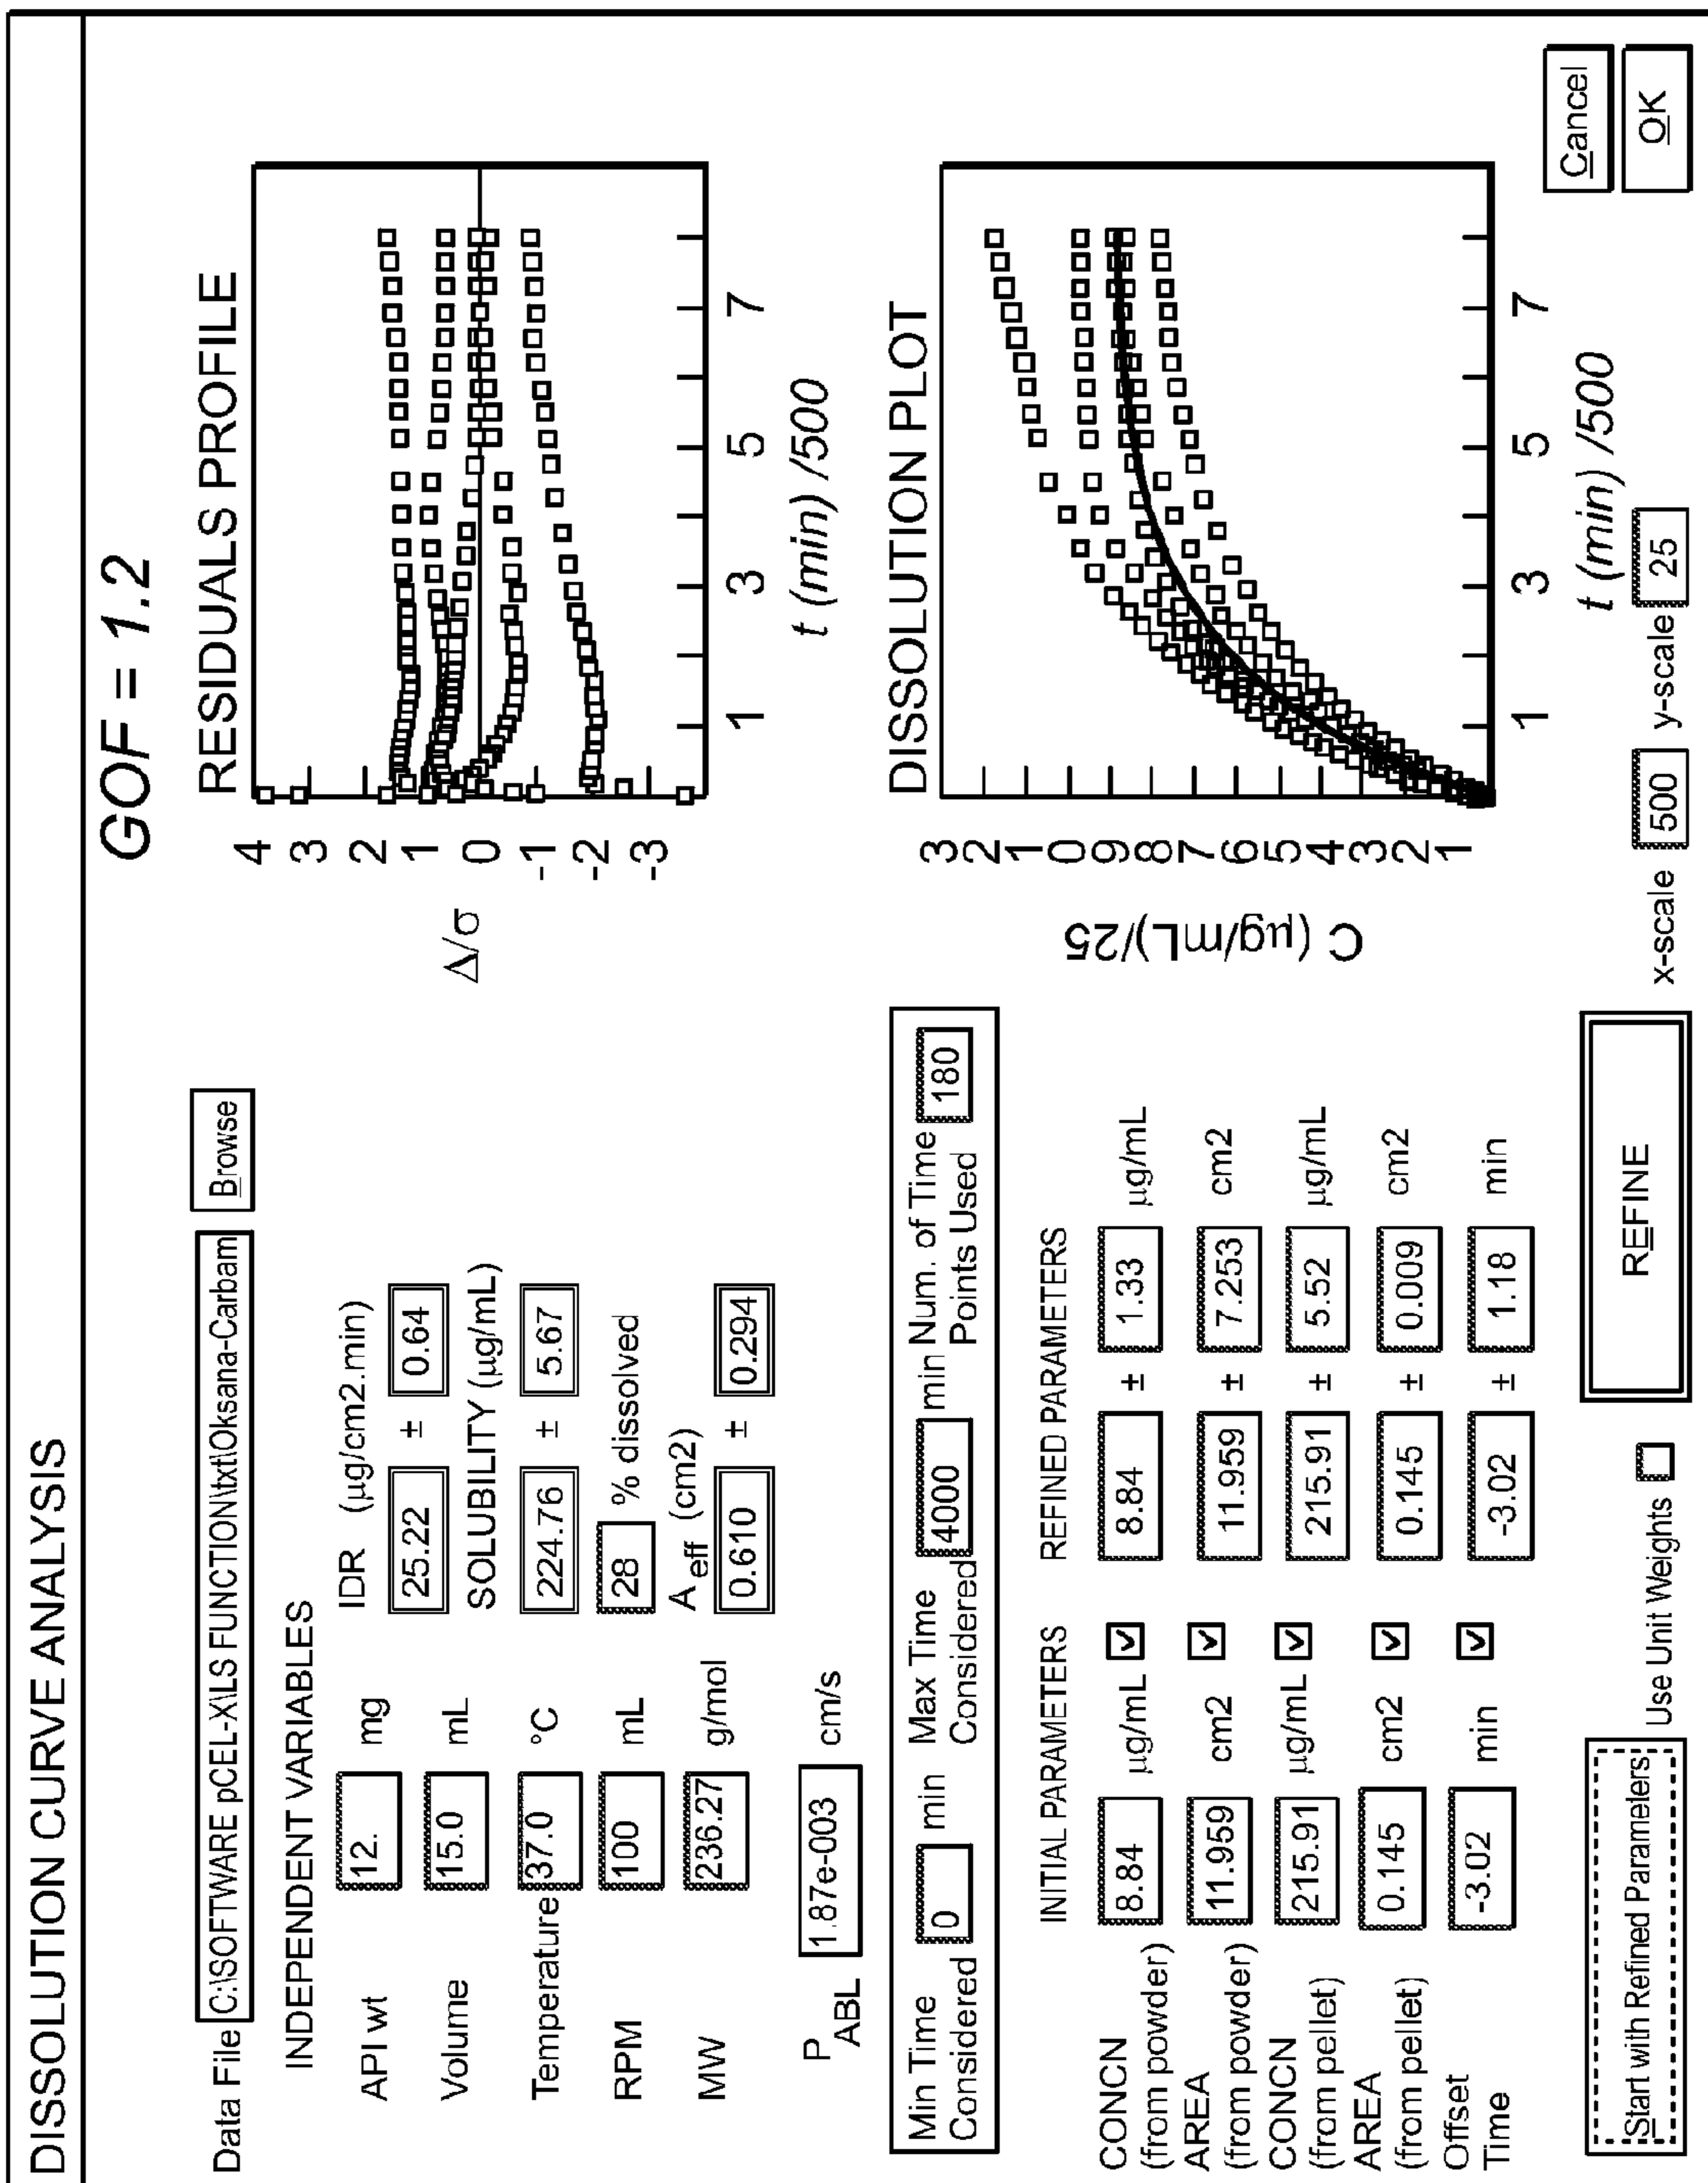 DISSOLUTION CURVE ANALYSIS
Data File C:\SOFTWARE pCEL-X\LS FUNCTION\txt\Oksana-Carbam Browse
INDEPENDENT VARIABLES
API wt 12. mg
Volume 15.0 mL
Temperature 37.0 °C
RPM 100 mL
MW 236.27 g/mol
P ABL 1.87e-003 cm/s
IDR (µg/cm2.min)
25.22 ± 0.64
SOLUBILITY (µg/mL)
224.76 ± 5.67
28 % dissolved
Aeff (cm2)
0.610 ± 0.294
Min Time Considered 0 min Max Time Considered 4000 min Num. of Time Points Used 180
INITIAL PARAMETERS REFINED PARAMETERS
CONCN (from powder) 8.84 µg/mL 8.84 ± 1.33 µg/mL
AREA (from powder) 11.959 cm2 11.959 ± 7.253 cm2
CONCN (from pellet) 215.91 µg/mL 215.91 ± 5.52 µg/mL
AREA (from pellet) 0.145 cm2 0.145 ± 0.009 cm2
Offset Time -3.02 min -3.02 ± 1.18 min
Start with Refined Parameters Use Unit Weights REFINE
GOF = 1.2
RESIDUALS PROFILE
4
3
2
1
0
-1
-2
-3
Δ/σ
1 3 5 7
t (min) /500
DISSOLUTION PLOT
3
2
1
0
9
8
7
6
5
4
3
2
1
C (µg/mL)/25
1 3 5 7
t (min) /500
x-scale 500 y-scale 25
Cancel
OK